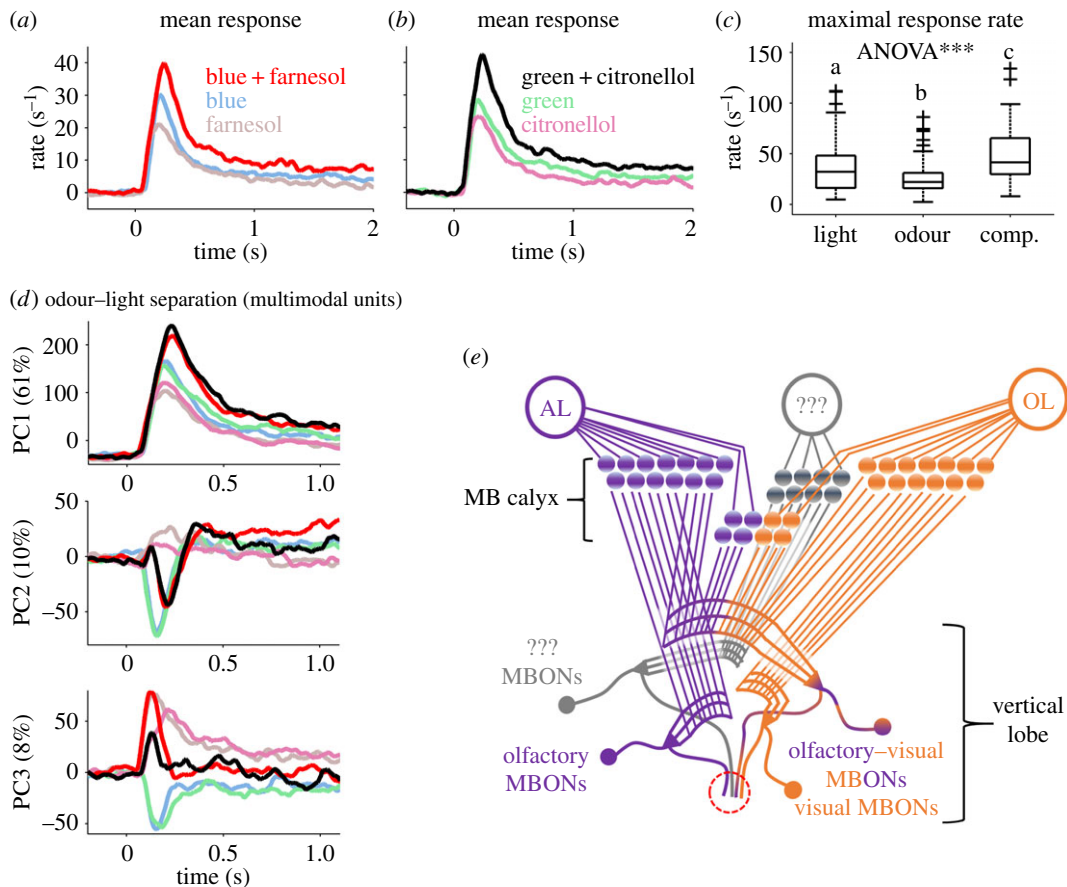 (a) mean response
rate (s⁻¹)
40
30
20
10
0
blue + farnesol
blue
farnesol
0 1 2
time (s)
(b) mean response
green + citronellol
green
citronellol
0 1 2
time (s)
(c) maximal response rate
ANOVA***
rate (s⁻¹)
150
100
50
0
a
b
c
light odour comp.
(d) odour–light separation (multimodal units)
PC1 (61%)
200
100
0
0 0.5 1.0
PC2 (10%)
50
0
−50
0 0.5 1.0
PC3 (8%)
50
0
−50
0 0.5 1.0
time (s)
(e)
AL
???
OL
MB calyx
???
MBONs
olfactory
MBONs
olfactory–visual
MBONs
visual MBONs
vertical
lobe